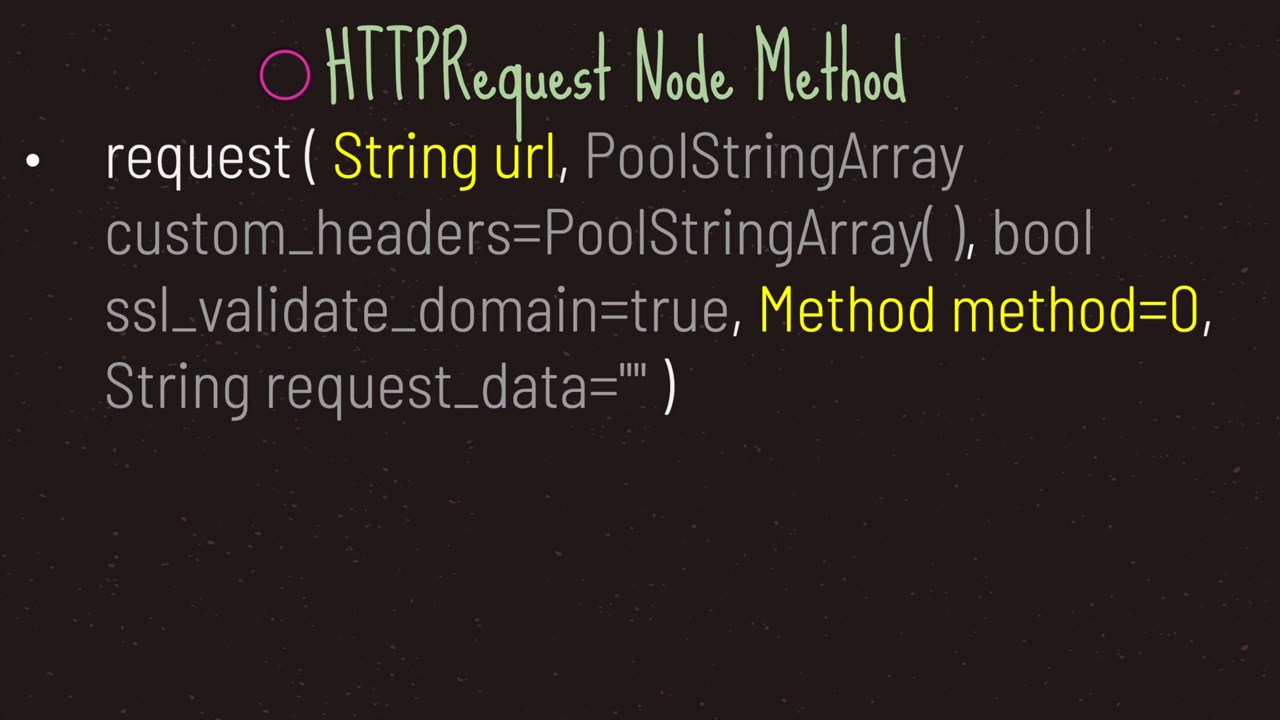 HTTPRequest Node Method
• request ( String url, PoolStringArray
custom_headers=PoolStringArray( ), bool
ssl_validate_domain=true, Method method=0,
String request_data="" )